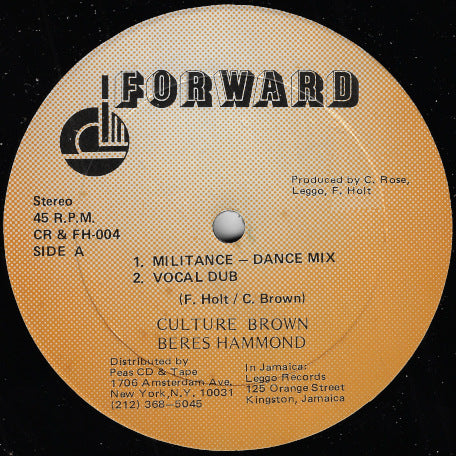 FORWARD
Produced by C. Rose,
Leggo, F. Holt
Stereo
45 R.P.M.
CR & FH-004
SIDE A
1. MILITANCE – DANCE MIX
2. VOCAL DUB
(F. Holt / C. Brown)
CULTURE BROWN
BERES HAMMOND
Distributed by
Peas CD & Tape
1706 Amsterdam Ave.
New York, N.Y. 10031
(212) 368-5045
In Jamaica:
Leggo Records
125 Orange Street
Kingston, Jamaica